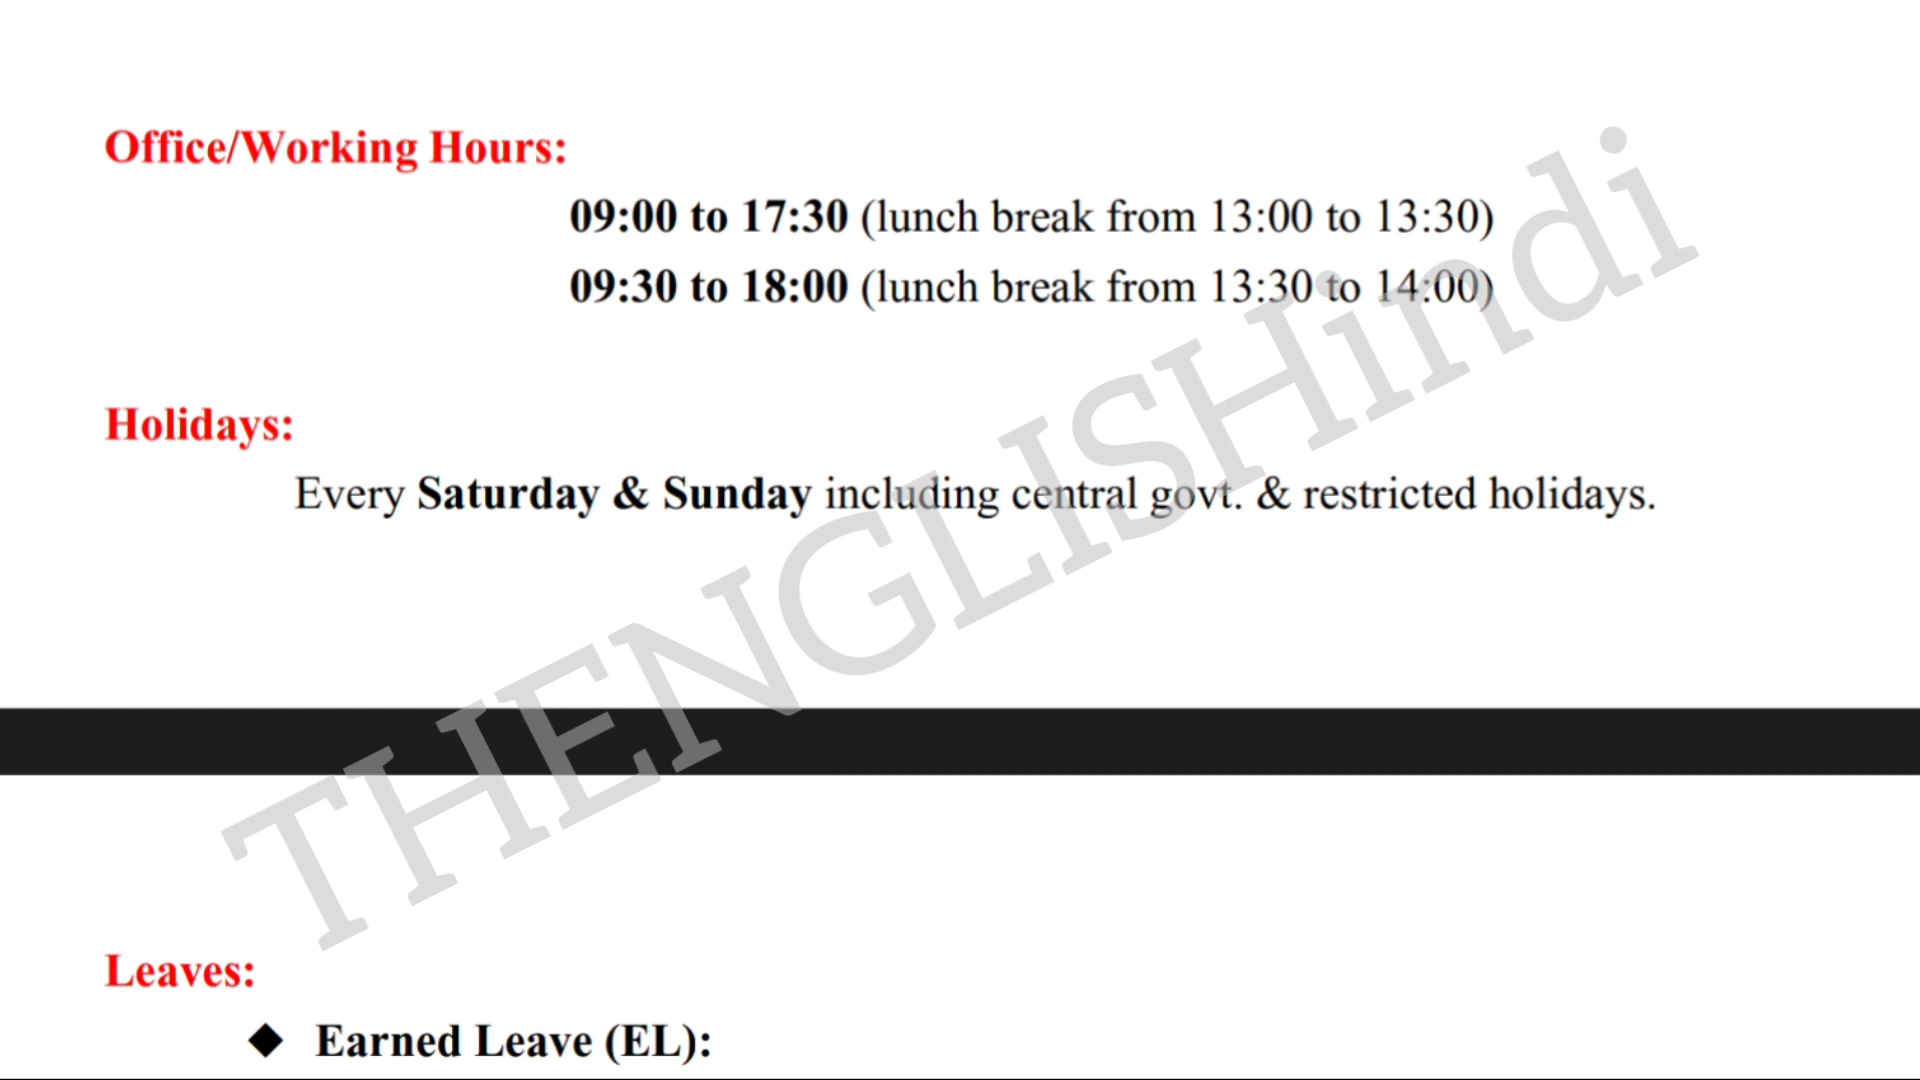 Office/Working Hours:
09:00 to 17:30 (lunch break from 13:00 to 13:30)
09:30 to 18:00 (lunch break from 13:30 to 14:00)
Holidays:
Every Saturday & Sunday including central govt. & restricted holidays.
THENGLISHindi
Leaves:
◆ Earned Leave (EL):